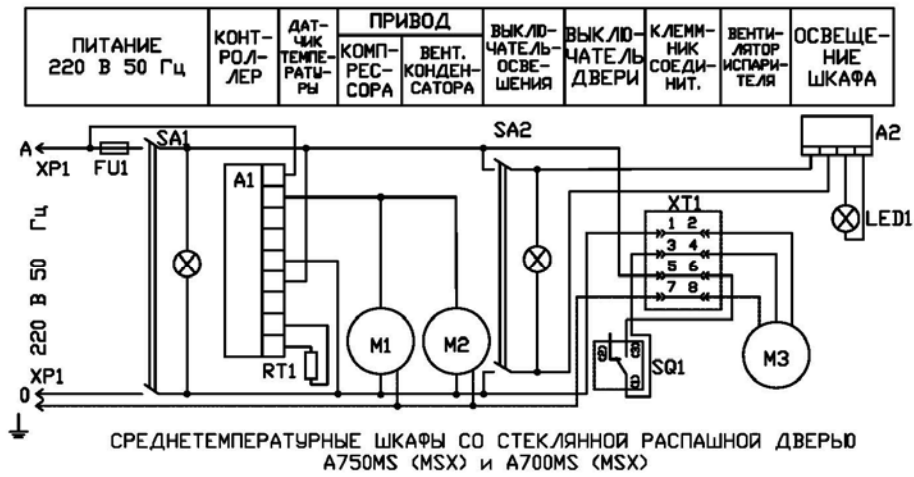 ПИТАНИЕ
220 В 50 Гц
КОНТ-
РОЛ-
ЛЕР
ДАТ-
ЧИК
ТЕМПЕ-
РАТУ-
РЫ
ПРИВОД
КОМП-
РЕС-
СОРА
ВЕНТ.
КОНДЕН-
САТОРА
ВЫКЛЮ-
ЧАТЕЛЬ-
ОСВЕ-
ЩЕНИЯ
ВЫКЛЮ-
ЧАТЕЛЬ
ДВЕРИ
КЛЕММ-
НИК
СОЕДИ-
НИТ.
ВЕНТИ-
ЛЯТОР
ИСПАРИ-
ТЕЛЯ
ОСВЕЩЕ-
НИЕ
ШКАФА
A
XP1
FU1
SA1
A1
SA2
A2
LED1
XT1
1 2
3 4
5 6
7 8
220 В 50 Гц
M1
M2
M3
RT1
SQ1
XP1
0
СРЕДНЕТЕМПЕРАТУРНЫЕ ШКАФЫ СО СТЕКЛЯННОЙ РАСПАШНОЙ ДВЕРЬЮ
A750MS (MSX) и A700MS (MSX)